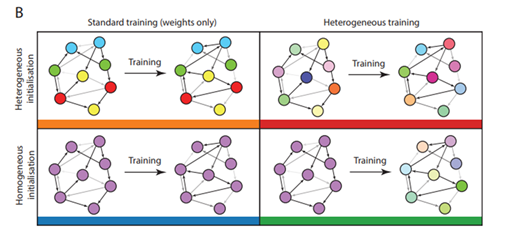 B
Standard training (weights only)
Heterogeneous training
Heterogeneous
initialisation
Training
Training
Homogeneous
initialisation
Training
Training